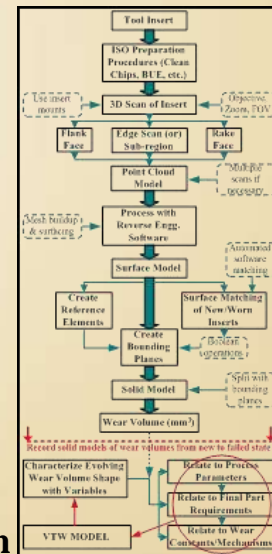 Tool Insert
ISO Preparation
Procedures (Clean
Chips, BUE, etc.)
Use insert
mounts
3D Scan of Insert
Objective,
Zoom, FOV
Flank
Face
Edge Scan (or)
Sub-region
Rake
Face
Point Cloud
Model
Multiple
scans if
necessary
Mesh buildup
& surfacing
Process with
Reverse Engg.
Software
Surface Model
Automated
software
matching
Create
Reference
Elements
Surface Matching
of New/Worn
Inserts
Create
Bounding
Planes
Boolean
operations
Solid Model
Split with
bounding
planes
Wear Volume (mm³)
Record solid models of wear volumes from new to failed state
Characterize Evolving
Wear Volume Shape
with Variables
Relate to Process
Parameters
Relate to Final Part
Requirements
VTW MODEL
Relate to Wear
Constants/Mechanisms